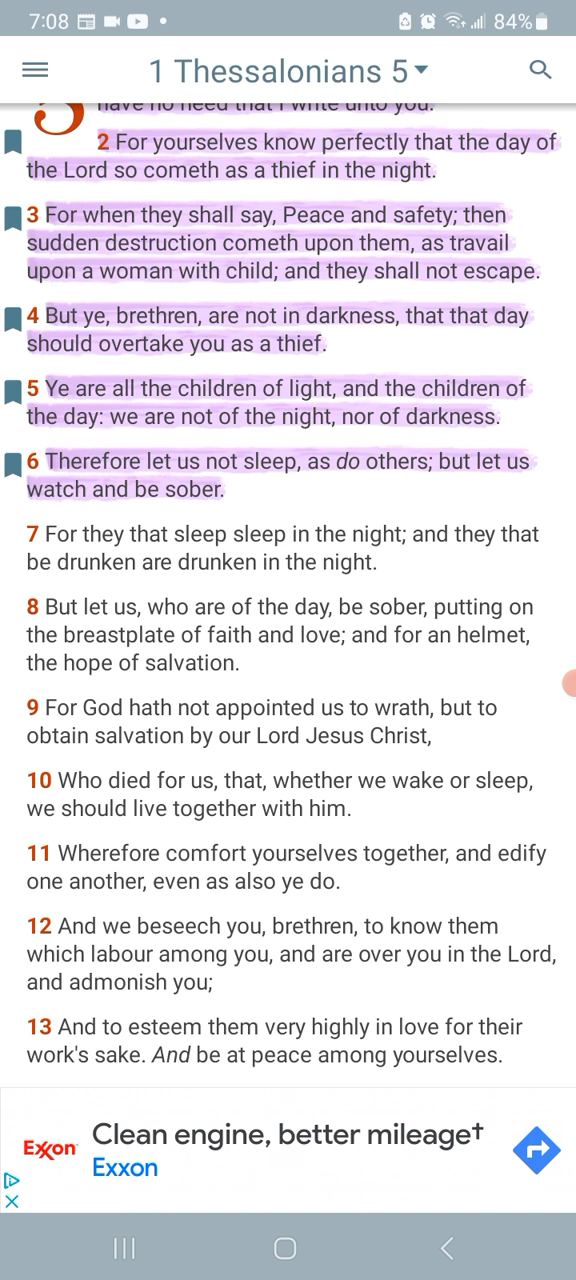 7:08 84%
1 Thessalonians 5
have no need that I write unto you.
5
2 For yourselves know perfectly that the day of
the Lord so cometh as a thief in the night.
3 For when they shall say, Peace and safety; then
sudden destruction cometh upon them, as travail
upon a woman with child; and they shall not escape.
4 But ye, brethren, are not in darkness, that that day
should overtake you as a thief.
5 Ye are all the children of light, and the children of
the day: we are not of the night, nor of darkness.
6 Therefore let us not sleep, as do others; but let us
watch and be sober.
7 For they that sleep sleep in the night; and they that
be drunken are drunken in the night.
8 But let us, who are of the day, be sober, putting on
the breastplate of faith and love; and for an helmet,
the hope of salvation.
9 For God hath not appointed us to wrath, but to
obtain salvation by our Lord Jesus Christ,
10 Who died for us, that, whether we wake or sleep,
we should live together with him.
11 Wherefore comfort yourselves together, and edify
one another, even as also ye do.
12 And we beseech you, brethren, to know them
which labour among you, and are over you in the Lord,
and admonish you;
13 And to esteem them very highly in love for their
work's sake. And be at peace among yourselves.
Exxon
Clean engine, better mileage†
Exxon